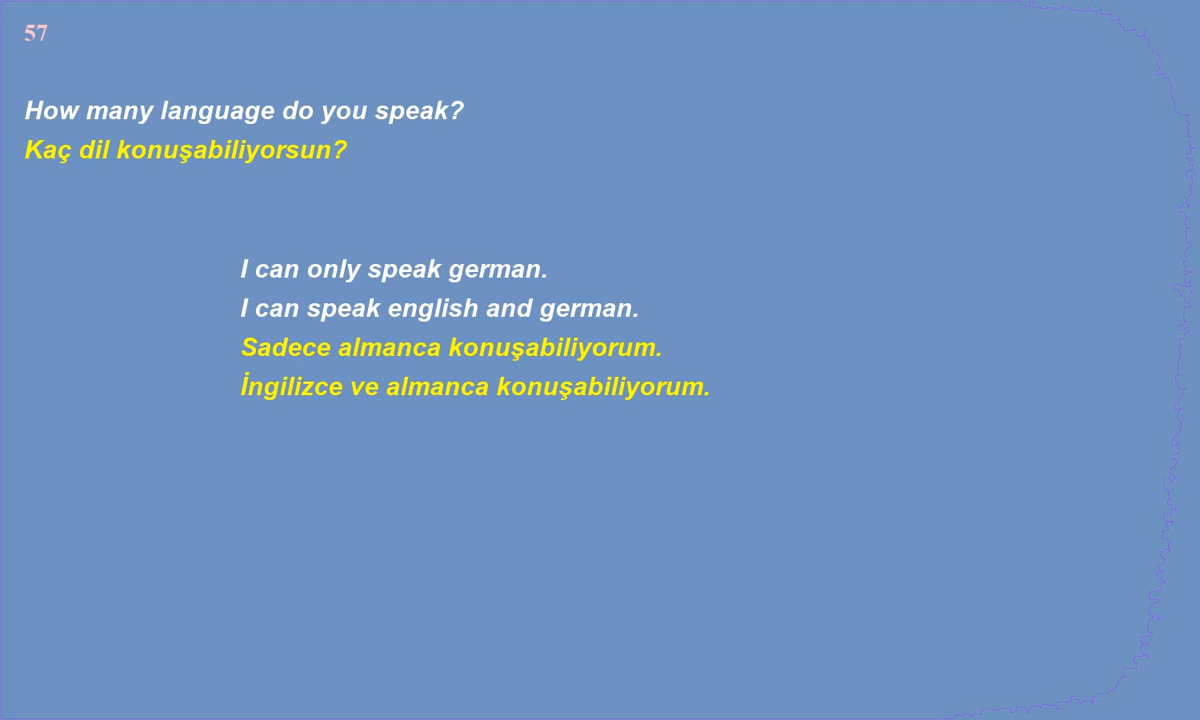 57
How many language do you speak?
Kaç dil konuşabiliyorsun?
I can only speak german.
I can speak english and german.
Sadece almanca konuşabiliyorum.
İngilizce ve almanca konuşabiliyorum.